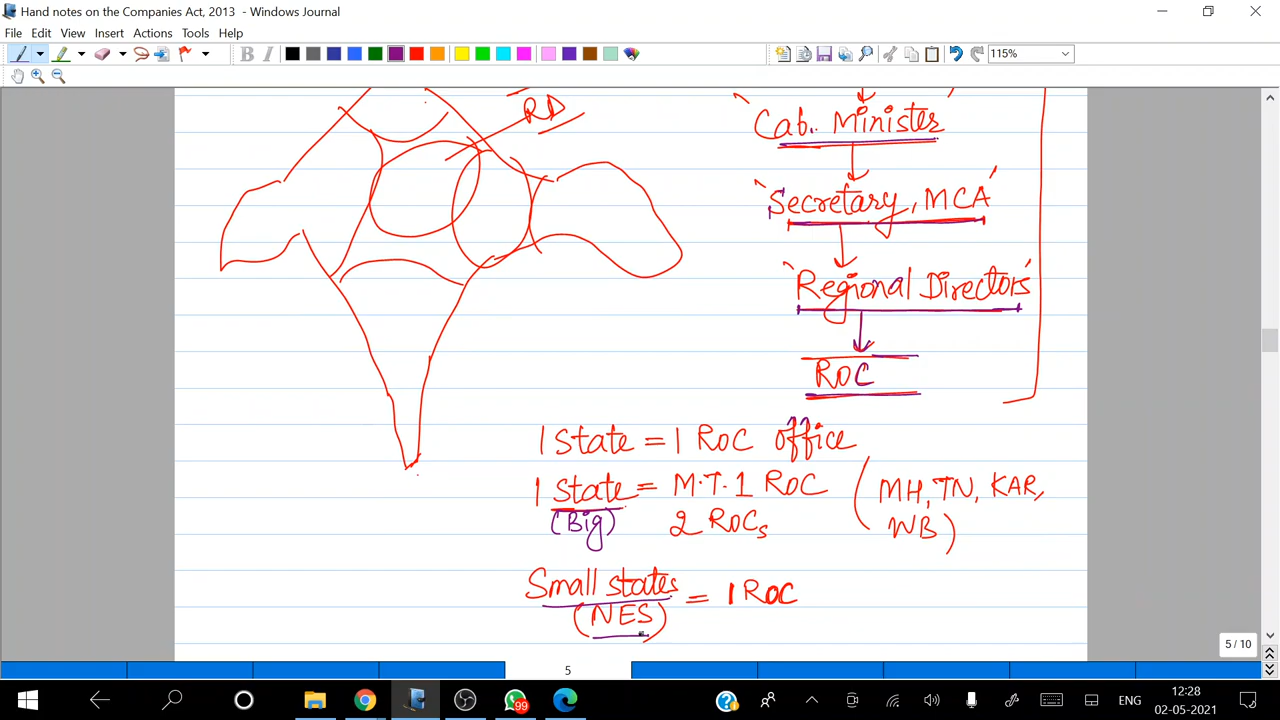 Hand notes on the Companies Act, 2013 - Windows Journal
File Edit View Insert Actions Tools Help
B I
115%
RD
"Cab. Minister"
'Secretary, MCA'
'Regional Directors'
ROC
1 State = 1 ROC office
1 State = M.T. 1 ROC (MH, TN, KAR,
(Big) 2 ROCs WB)
Small states = 1 ROC
(NES)
5 / 10
5
99
ENG
12:28
02-05-2021